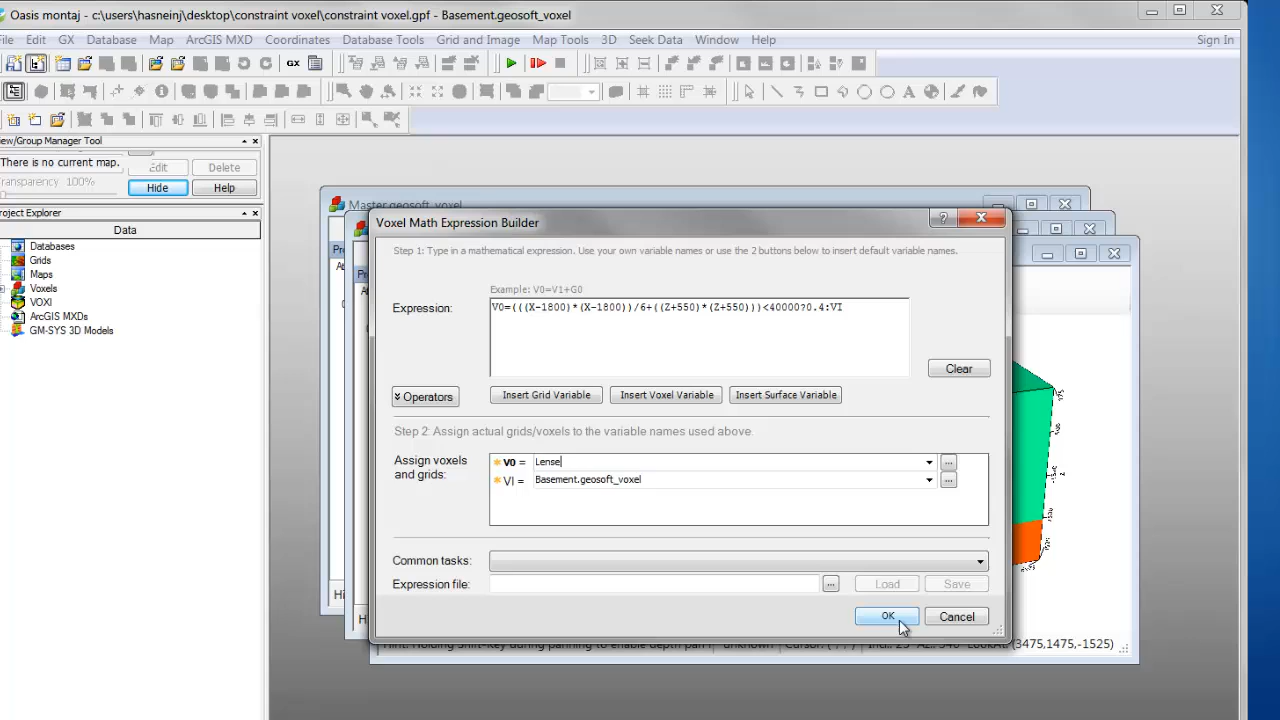 Oasis montaj - c:\users\hasneinj\desktop\constraint voxel\constraint voxel.gpf - Basement.geosoft_voxel
File Edit GX Database Map ArcGIS MXD Coordinates Database Tools Grid and Image Map Tools 3D Seek Data Window Help Sign In
GX
View/Group Manager Tool
There is no current map.
Edit Delete
Transparency 100%
Hide Help
Project Explorer
Data
Databases
Grids
Maps
Voxels
VOXI
ArcGIS MXDs
GM-SYS 3D Models
Master.geosoft_voxel
Voxel Math Expression Builder
Step 1: Type in a mathematical expression. Use your own variable names or use the 2 buttons below to insert default variable names.
Example: V0=V1+G0
Expression:
V0=(((X-1800)*(X-1800))/6+((Z+550)*(Z+550)))<40000?0.4:VI
Clear
Operators Insert Grid Variable Insert Voxel Variable Insert Surface Variable
Step 2: Assign actual grids/voxels to the variable names used above.
Assign voxels and grids:
* V0 = Lense
* VI = Basement.geosoft_voxel
Common tasks:
Expression file: ... Load Save
OK Cancel
Hint: Holding Shift-Key during panning to enable depth pan unknown Cursor: (,,) Incl: 25 Az: 340 LookAt: (3475,1475,-1525)